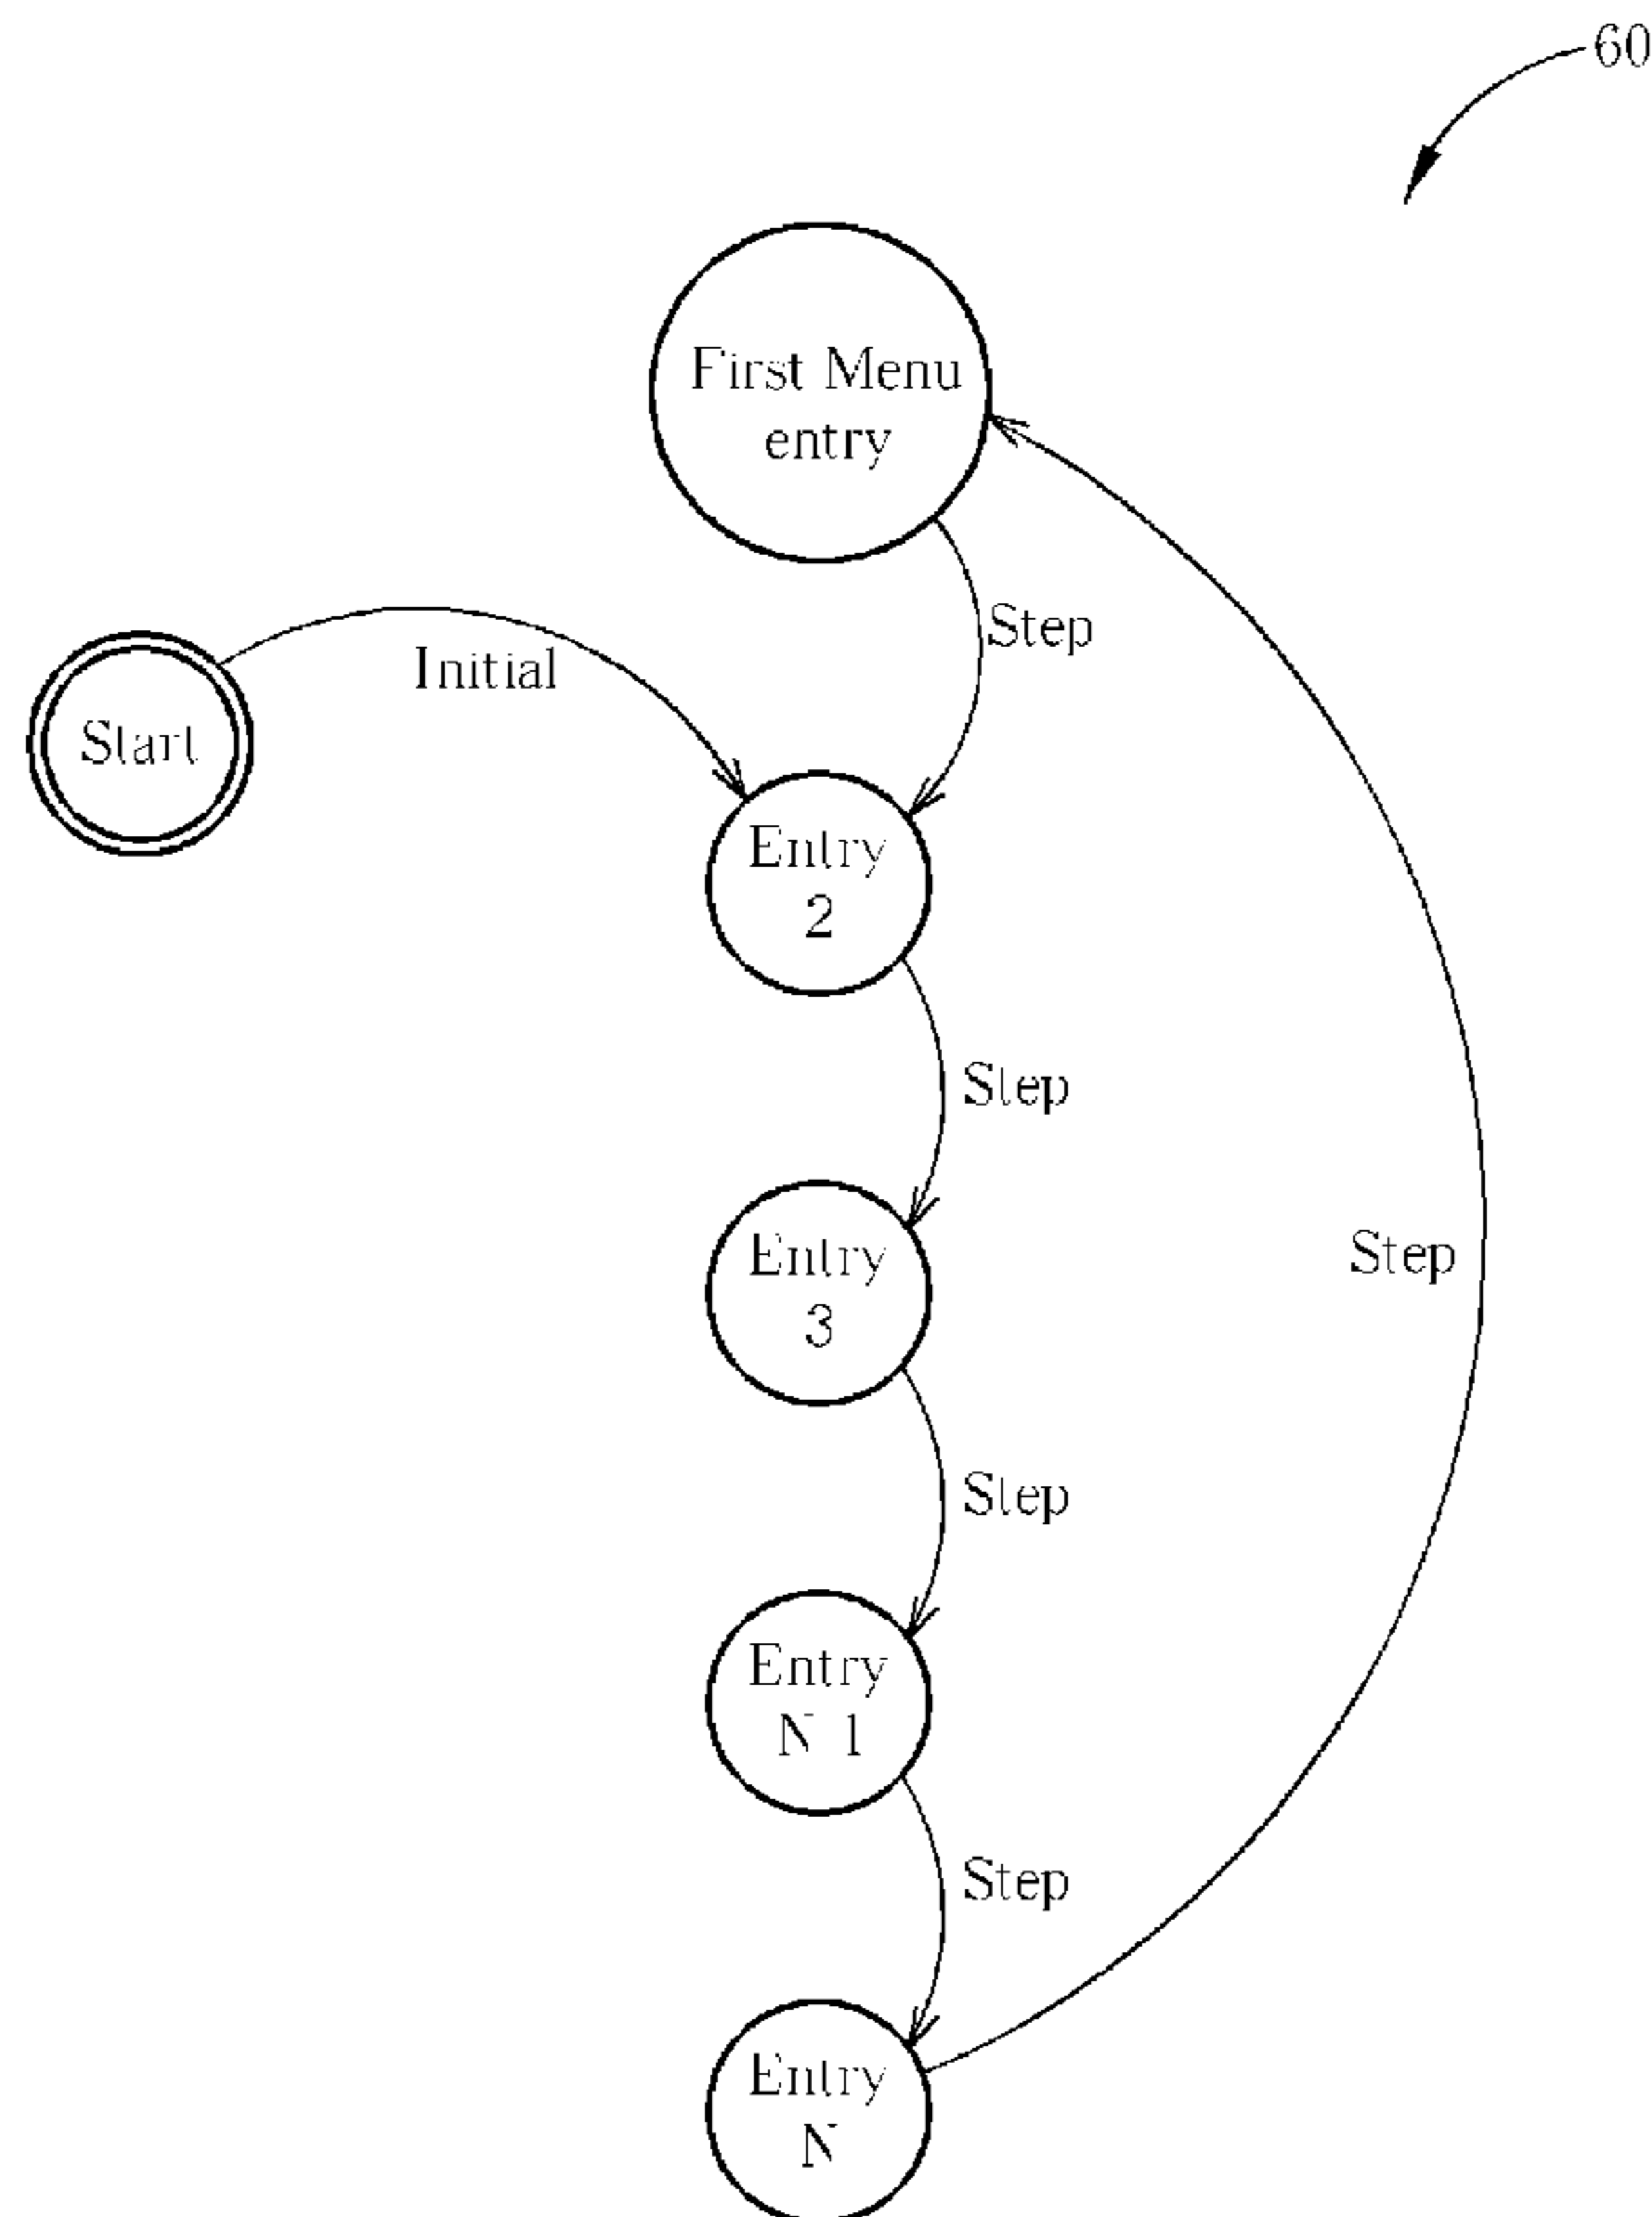 60
First Menu
entry
Step
Initial
Start
Entry
2
Step
Entry
3
Step
Step
Entry
N 1
Step
Entry
N